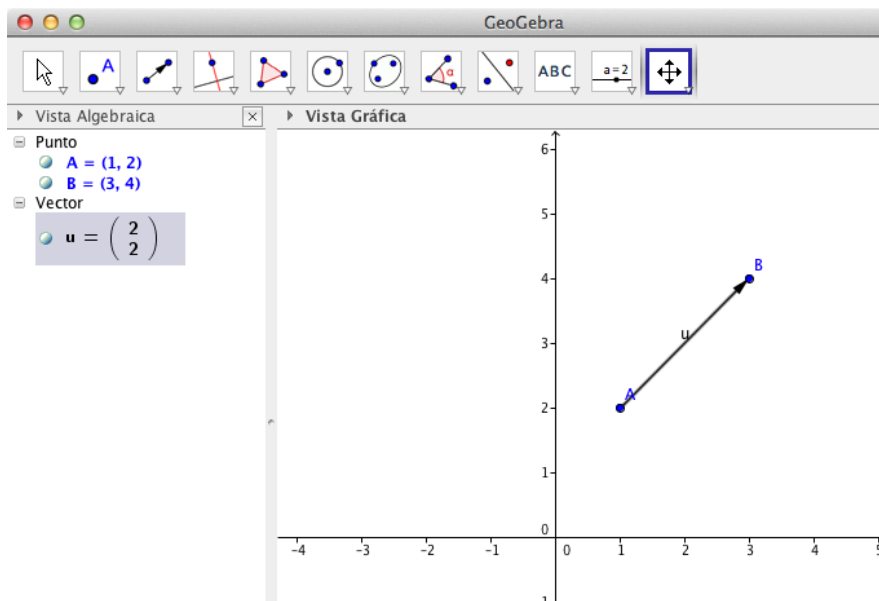 GeoGebra
A
α
ABC
a=2
Vista Algebraica
Vista Gráfica
Punto
A = (1, 2)
B = (3, 4)
Vector
u = ( 2
2 )
6
5
4
B
3
u
2
A
1
0
-4 -3 -2 -1 0 1 2 3 4 5
1